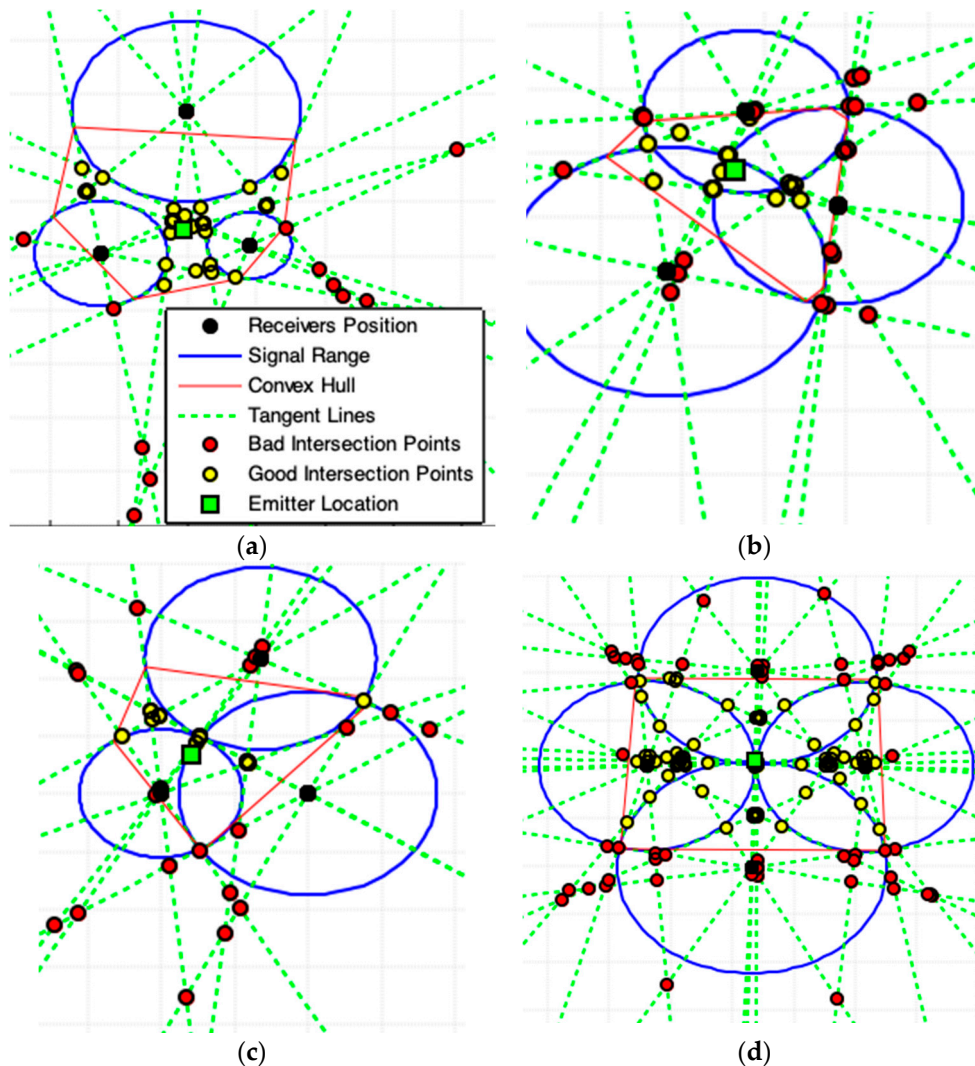 Receivers Position
Signal Range
Convex Hull
Tangent Lines
Bad Intersection Points
Good Intersection Points
Emitter Location
(a)
(b)
(c)
(d)